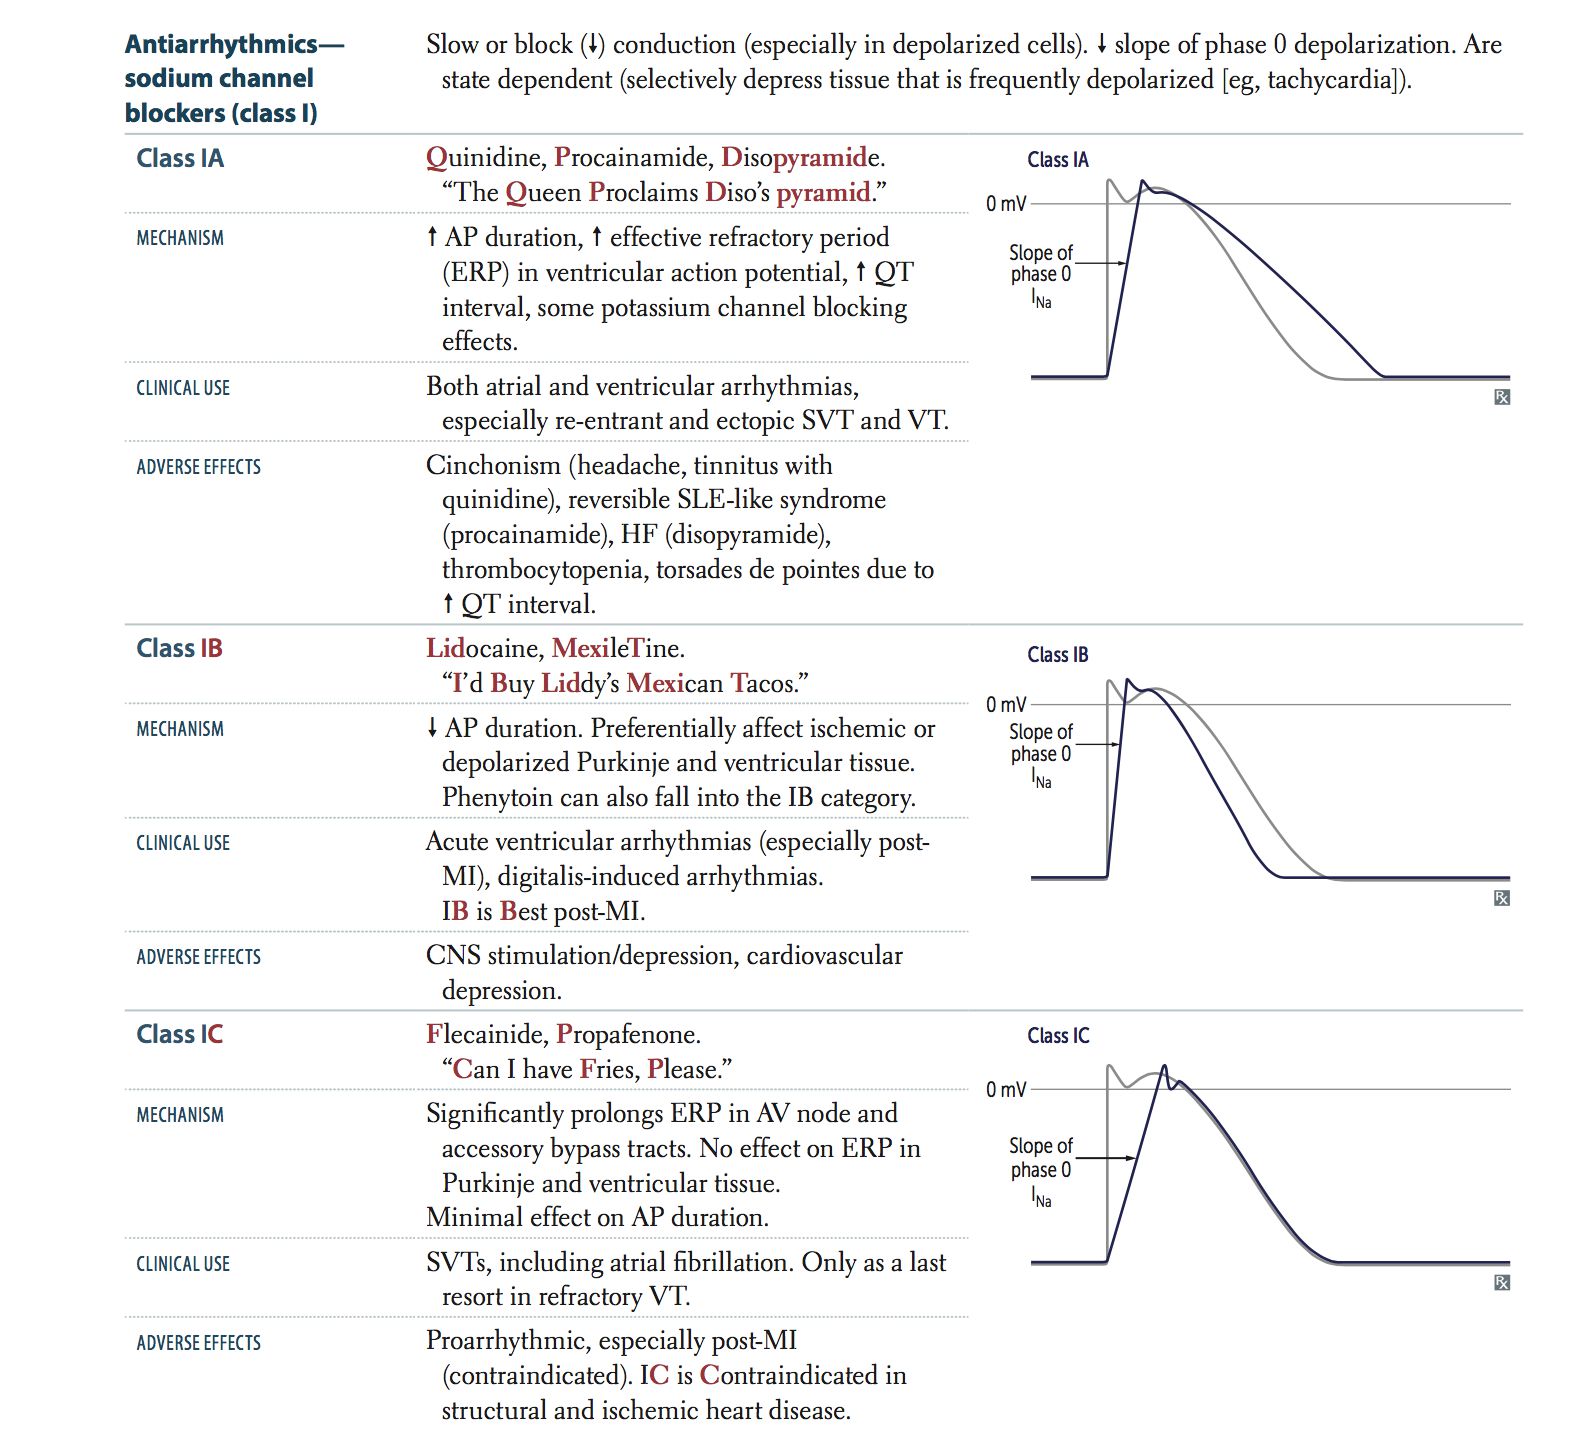 Antiarrhythmics—
sodium channel
blockers (class I)
Slow or block (↓) conduction (especially in depolarized cells). ↓ slope of phase 0 depolarization. Are
state dependent (selectively depress tissue that is frequently depolarized [eg, tachycardia]).
Class IA
Quinidine, Procainamide, Disopyramide.
“The Queen Proclaims Diso’s pyramid.”
MECHANISM
↑ AP duration, ↑ effective refractory period
(ERP) in ventricular action potential, ↑ QT
interval, some potassium channel blocking
effects.
CLINICAL USE
Both atrial and ventricular arrhythmias,
especially re-entrant and ectopic SVT and VT.
ADVERSE EFFECTS
Cinchonism (headache, tinnitus with
quinidine), reversible SLE-like syndrome
(procainamide), HF (disopyramide),
thrombocytopenia, torsades de pointes due to
↑ QT interval.
Class IA
0 mV
Slope of
phase 0
INa
Rx
Class IB
Lidocaine, MexileTine.
“I’d Buy Liddy’s Mexican Tacos.”
MECHANISM
↓ AP duration. Preferentially affect ischemic or
depolarized Purkinje and ventricular tissue.
Phenytoin can also fall into the IB category.
CLINICAL USE
Acute ventricular arrhythmias (especially post-
MI), digitalis-induced arrhythmias.
IB is Best post-MI.
ADVERSE EFFECTS
CNS stimulation/depression, cardiovascular
depression.
Class IB
0 mV
Slope of
phase 0
INa
Rx
Class IC
Flecainide, Propafenone.
“Can I have Fries, Please.”
MECHANISM
Significantly prolongs ERP in AV node and
accessory bypass tracts. No effect on ERP in
Purkinje and ventricular tissue.
Minimal effect on AP duration.
CLINICAL USE
SVTs, including atrial fibrillation. Only as a last
resort in refractory VT.
ADVERSE EFFECTS
Proarrhythmic, especially post-MI
(contraindicated). IC is Contraindicated in
structural and ischemic heart disease.
Class IC
0 mV
Slope of
phase 0
INa
Rx